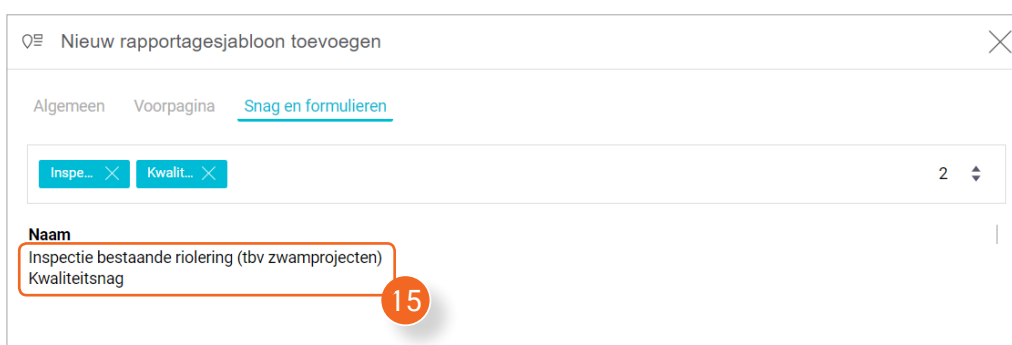 Nieuw rapportagesjabloon toevoegen
Algemeen Voorpagina Snag en formulieren
Inspe... Kwalit... 2
Naam
Inspectie bestaande riolering (tbv zwamprojecten)
Kwaliteitsnag
15